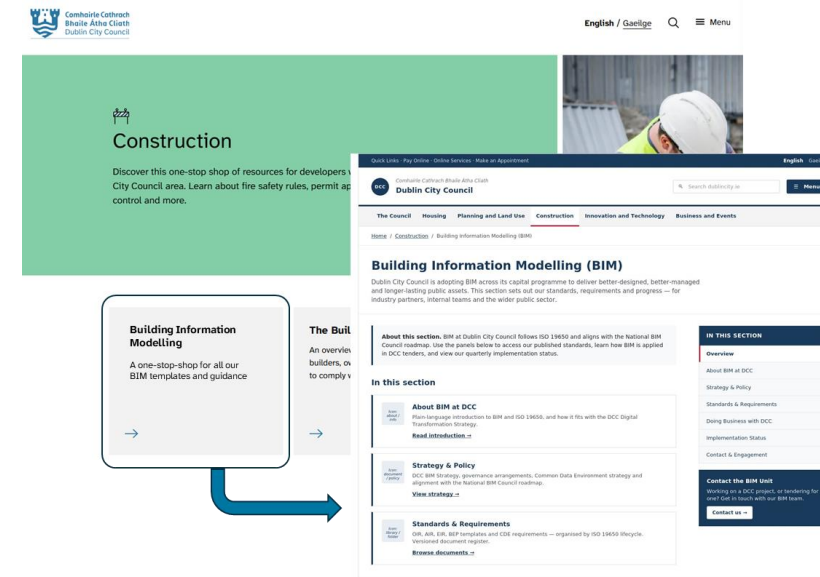 Comhairle Cathrach
Bhaile Átha Cliath
Dublin City Council
English / Gaeilge
Menu
Construction
Discover this one-stop shop of resources for developers
City Council area. Learn about fire safety rules, permit
control and more.
Building Information
Modelling
A one-stop-shop for all our
BIM templates and guidance
The Buil
An overvie
builders, ov
to comply
Quick Links · Pay Online · Online Services · Make an Appointment
English Gaei
DCC
Comhairle Cathrach Bhaile Átha Cliath
Dublin City Council
Search dublincity.ie
Menu
The Council Housing Planning and Land Use Construction Innovation and Technology Business and Events
Home / Construction / Building Information Modelling (BIM)
Building Information Modelling (BIM)
Dublin City Council is adopting BIM across its capital programme to deliver better-designed, better-managed
and longer-lasting public assets. This section sets out our standards, requirements and progress — for
industry partners, internal teams and the wider public sector.
About this section. BIM at Dublin City Council follows ISO 19650 and aligns with the National BIM
Council roadmap. Use the panels below to access our published standards, learn how BIM is applied
in DCC tenders, and view our quarterly implementation status.
In this section
About BIM at DCC
Plain-language introduction to BIM and ISO 19650, and how it fits with the DCC Digital
Transformation Strategy.
Read introduction →
Strategy & Policy
DCC BIM Strategy, governance arrangements, Common Data Environment strategy and
alignment with the National BIM Council roadmap.
View strategy →
Standards & Requirements
OIR, AIR, EIR, BEP templates and CDE requirements — organised by ISO 19650 lifecycle.
Versioned document register.
Browse documents →
IN THIS SECTION
Overview
About BIM at DCC
Strategy & Policy
Standards & Requirements
Doing Business with DCC
Implementation Status
Contact & Engagement
Contact the BIM Unit
Working on a DCC project, or tendering for
one? Get in touch with our BIM team.
Contact us →